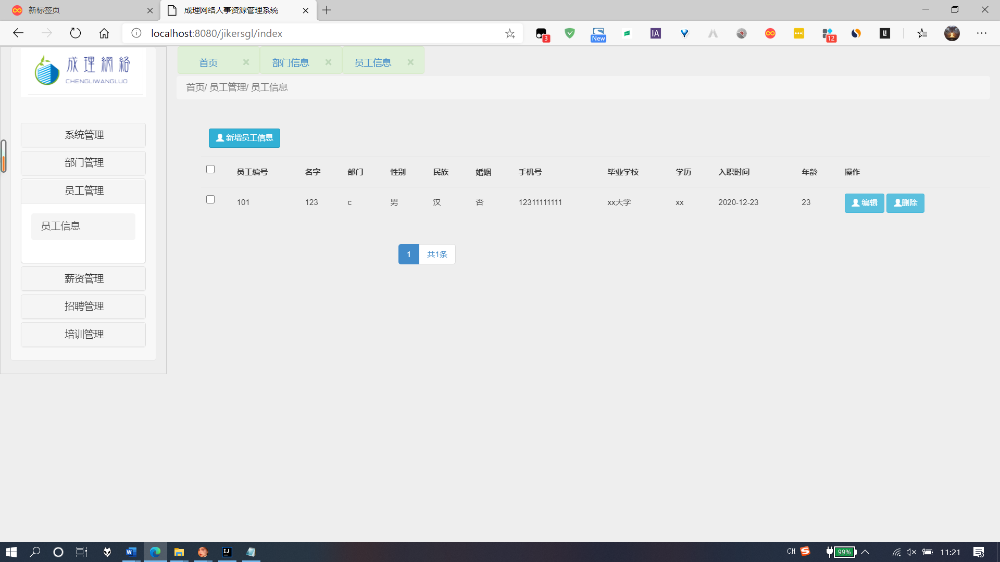 新标签页
成理网络人事资源管理系统
localhost:8080/jikersgl/index
3
New
IA
12
成理網絡
CHENGLIWANGLUO
系统管理
部门管理
员工管理
员工信息
薪资管理
招聘管理
培训管理
首页 × 部门信息 × 员工信息 ×
首页/ 员工管理/ 员工信息
新增员工信息
员工编号 名字 部门 性别 民族 婚姻 手机号 毕业学校 学历 入职时间 年龄 操作
101 123 c 男 汉 否 12311111111 xx大学 xx 2020-12-23 23 编辑 删除
1 共1条
W
IJ
CH
S
99%
11:21